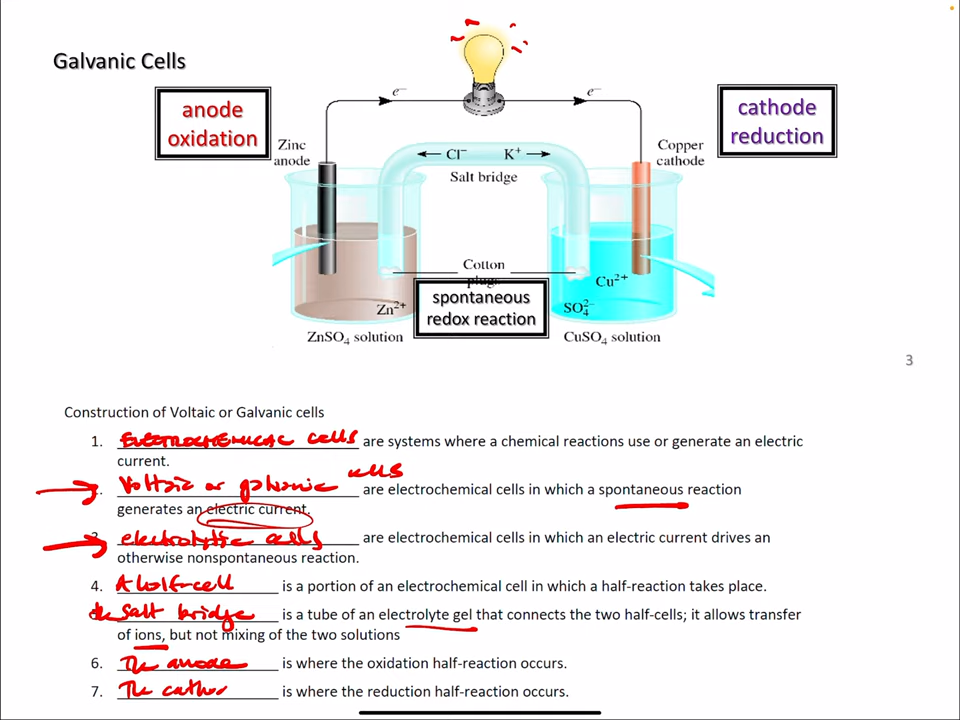 Galvanic Cells
anode
oxidation
cathode
reduction
e⁻
e⁻
Zinc
anode
Cl⁻
K⁺
Salt bridge
Copper
cathode
Cotton
plugs
spontaneous
redox reaction
Zn²⁺
Cu²⁺
SO₄²⁻
ZnSO₄ solution
CuSO₄ solution
3
Construction of Voltaic or Galvanic cells
1. ELECTROCHEMICAL cells are systems where a chemical reactions use or generate an electric
current.
Voltaic or galvanic cells are electrochemical cells in which a spontaneous reaction
generates an electric current.
electrolytic cells are electrochemical cells in which an electric current drives an
otherwise nonspontaneous reaction.
4. A half-cell is a portion of an electrochemical cell in which a half-reaction takes place.
Salt bridge is a tube of an electrolyte gel that connects the two half-cells; it allows transfer
of ions, but not mixing of the two solutions
6. The anode is where the oxidation half-reaction occurs.
7. The cathor is where the reduction half-reaction occurs.